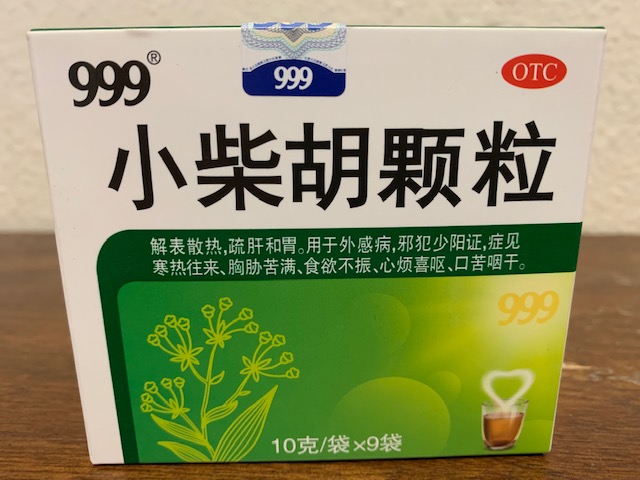 999®
999
OTC
小柴胡颗粒
解表散热,疏肝和胃。用于外感病,邪犯少阳证,症见
寒热往来、胸胁苦满、食欲不振、心烦喜呕、口苦咽干。
999
10克/袋×9袋